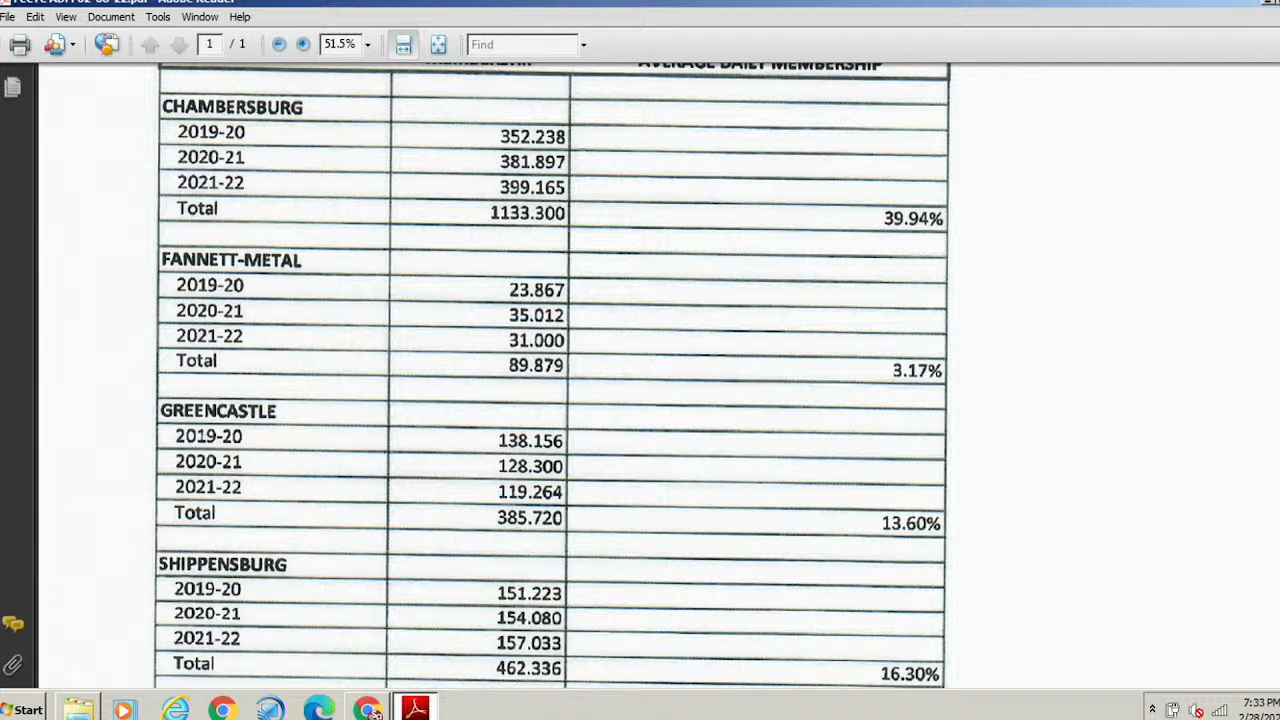 File Edit View Document Tools Window Help
1 / 1 51.5% Find
AVERAGE DAILY MEMBERSHIP
CHAMBERSBURG
2019-20 352.238
2020-21 381.897
2021-22 399.165
Total 1133.300 39.94%
FANNETT-METAL
2019-20 23.867
2020-21 35.012
2021-22 31.000
Total 89.879 3.17%
GREENCASTLE
2019-20 138.156
2020-21 128.300
2021-22 119.264
Total 385.720 13.60%
SHIPPENSBURG
2019-20 151.223
2020-21 154.080
2021-22 157.033
Total 462.336 16.30%
Start 7:33 PM